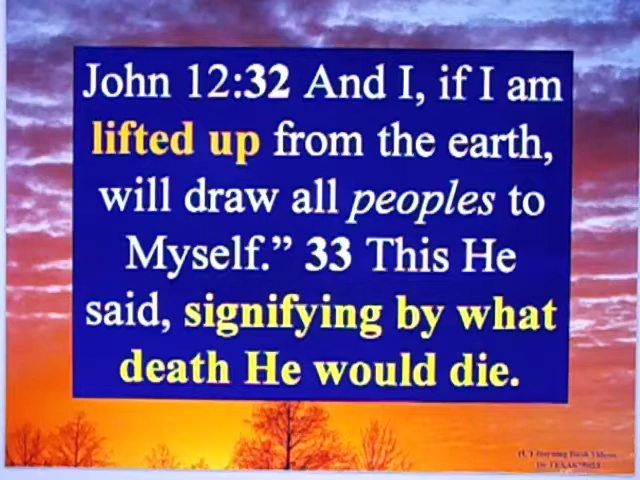 John 12:32 And I, if I am
lifted up from the earth,
will draw all peoples to
Myself.” 33 This He
said, signifying by what
death He would die.